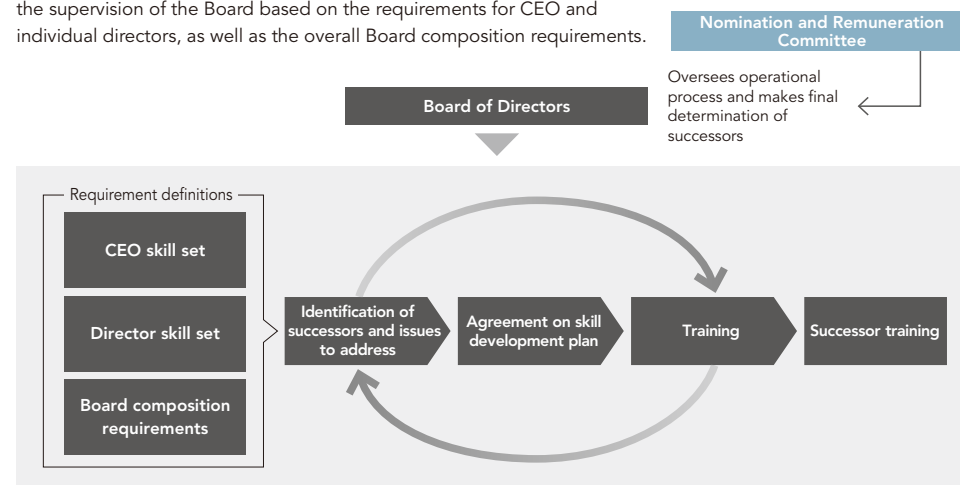 the supervision of the Board based on the requirements for CEO and
individual directors, as well as the overall Board composition requirements.
Nomination and Remuneration
Committee
Oversees operational
process and makes final
determination of
successors
Board of Directors
Requirement definitions
CEO skill set
Director skill set
Board composition
requirements
Identification of
successors and issues
to address
Agreement on skill
development plan
Training
Successor training